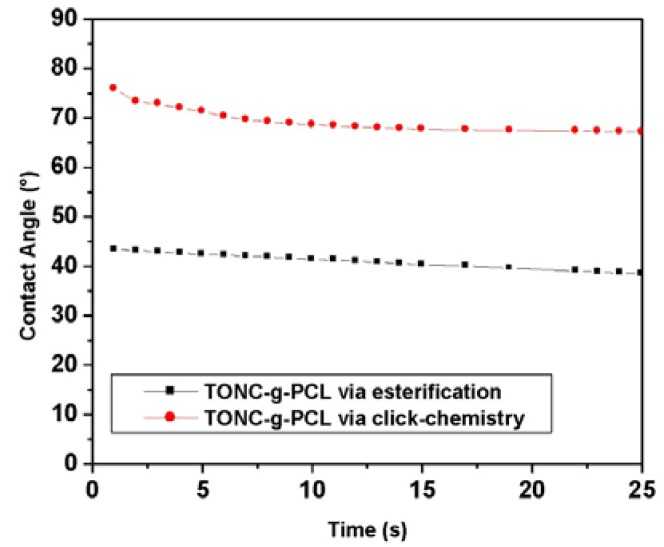 90
80
70
60
50
40
30
20
10
0
Contact Angle (°)
TONC-g-PCL via esterification
TONC-g-PCL via click-chemistry
0 5 10 15 20 25
Time (s)